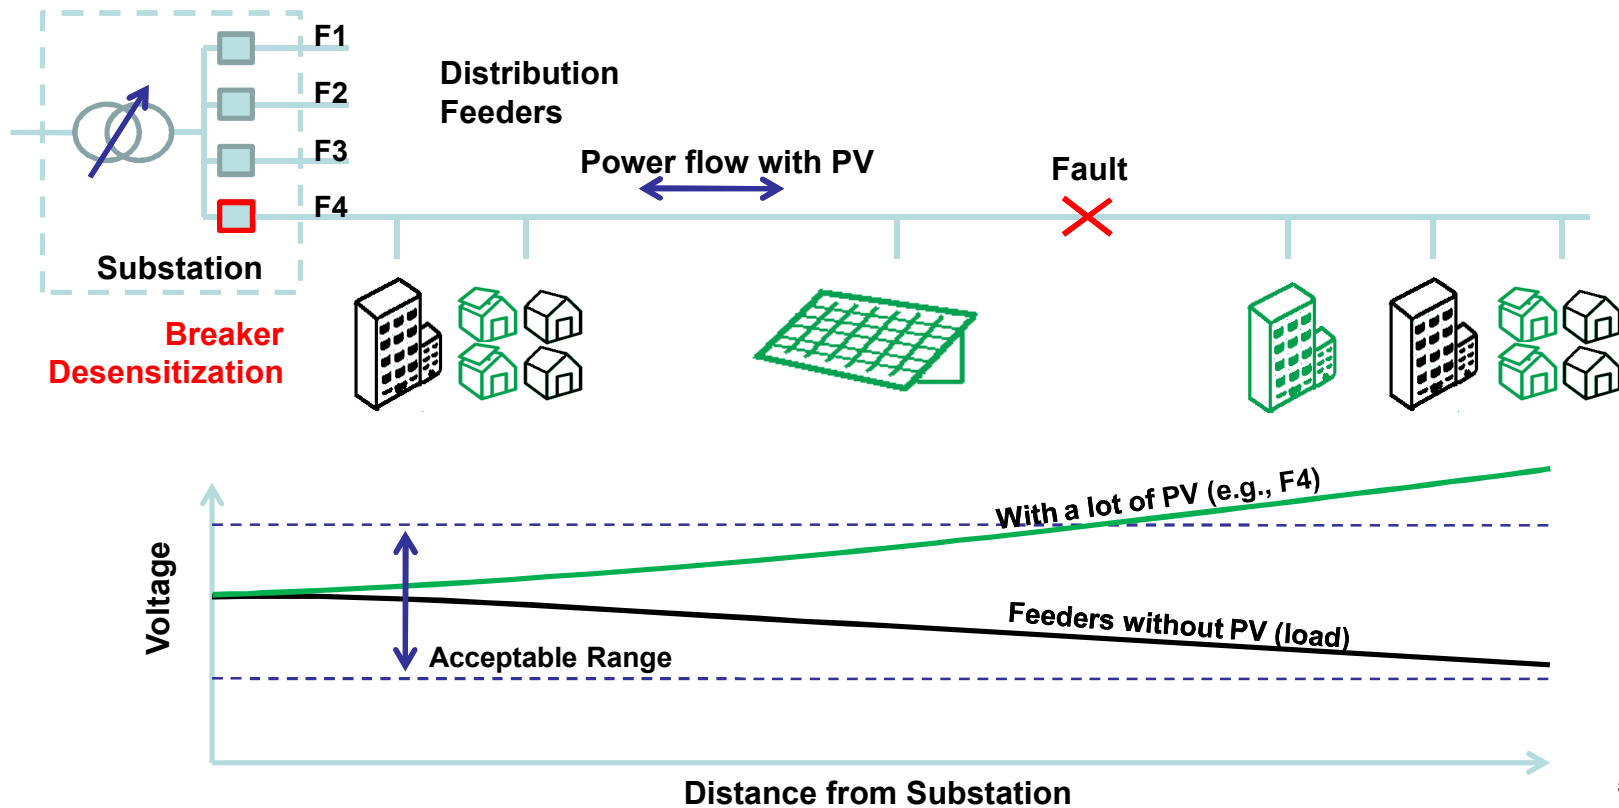 F1
F2
F3
F4
Distribution
Feeders
Power flow with PV
Fault
Substation
Breaker
Desensitization
With a lot of PV (e.g., F4)
Feeders without PV (load)
Acceptable Range
Voltage
Distance from Substation